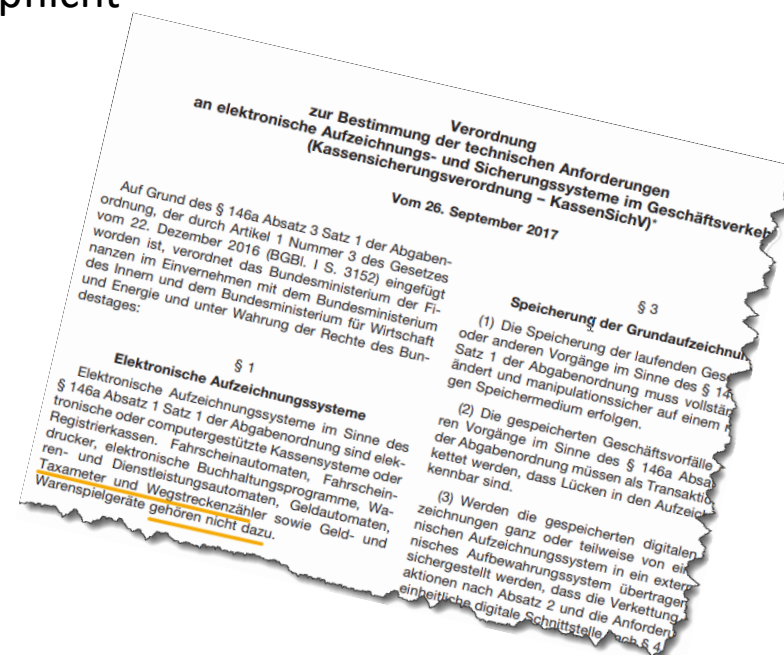 Verordnung
zur Bestimmung der technischen Anforderungen
an elektronische Aufzeichnungs- und Sicherungssysteme im Geschäftsverkeh
(Kassensicherungsverordnung – KassenSichV)*
Vom 26. September 2017
Auf Grund des § 146a Absatz 3 Satz 1 der Abgaben-
ordnung, der durch Artikel 1 Nummer 3 des Gesetzes
vom 22. Dezember 2016 (BGBl. I S. 3152) eingefügt
worden ist, verordnet das Bundesministerium der Fi-
nanzen im Einvernehmen mit dem Bundesministerium
des Innern und dem Bundesministerium für Wirtschaft
und Energie und unter Wahrung der Rechte des Bun-
destages:
§ 1
Elektronische Aufzeichnungssysteme
Elektronische Aufzeichnungssysteme im Sinne des
§ 146a Absatz 1 Satz 1 der Abgabenordnung sind elek-
tronische oder computergestützte Kassensysteme oder
Registrierkassen. Fahrscheinautomaten, Fahrschein-
drucker, elektronische Buchhaltungsprogramme, Wa-
ren- und Dienstleistungsautomaten, Geldautomaten,
Taxameter und Wegstreckenzähler sowie Geld- und
Warenspielgeräte gehören nicht dazu.
§ 3
Speicherung der Grundaufzeichnu
(1) Die Speicherung der laufenden Ges
oder anderen Vorgänge im Sinne des § 14
Satz 1 der Abgabenordnung muss vollstän
ändert und manipulationssicher auf einem
gen Speichermedium erfolgen.
(2) Die gespeicherten Geschäftsvorfälle
ren Vorgänge im Sinne des § 146a Absa
der Abgabenordnung müssen als Transaktio
kettet werden, dass Lücken in den Aufzeich
kennbar sind.
(3) Werden die gespeicherten digitalen
zeichnungen ganz oder teilweise von ein
nischen Aufzeichnungssystem in ein extern
nisches Aufbewahrungssystem übertragen
sichergestellt werden, dass die Verkettung
aktionen nach Absatz 2 und die Anforder
einheitliche digitale Schnittstelle nach § 4